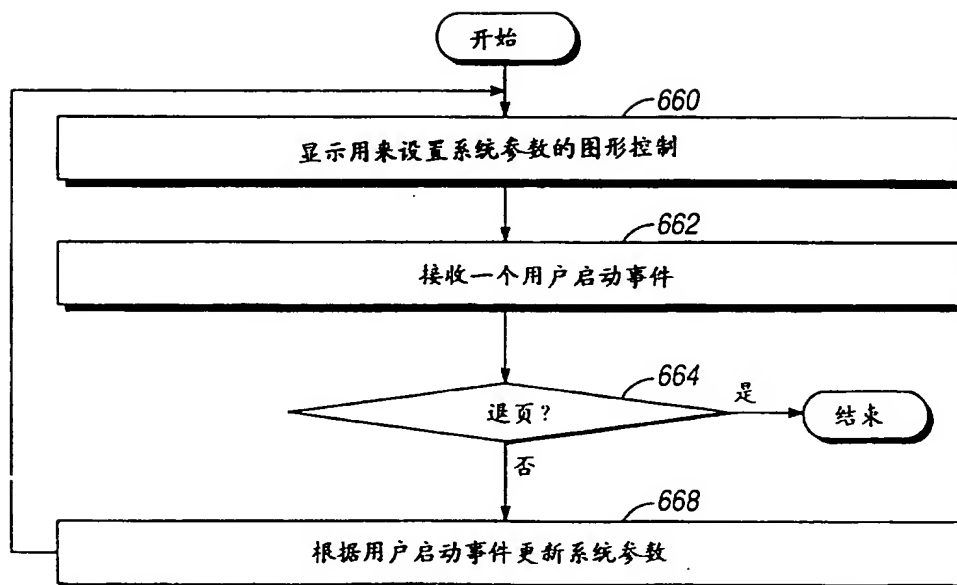 开始
660
显示用来设置系统参数的图形控制
662
接收一个用户启动事件
664
退页?
是
结束
否
668
根据用户启动事件更新系统参数